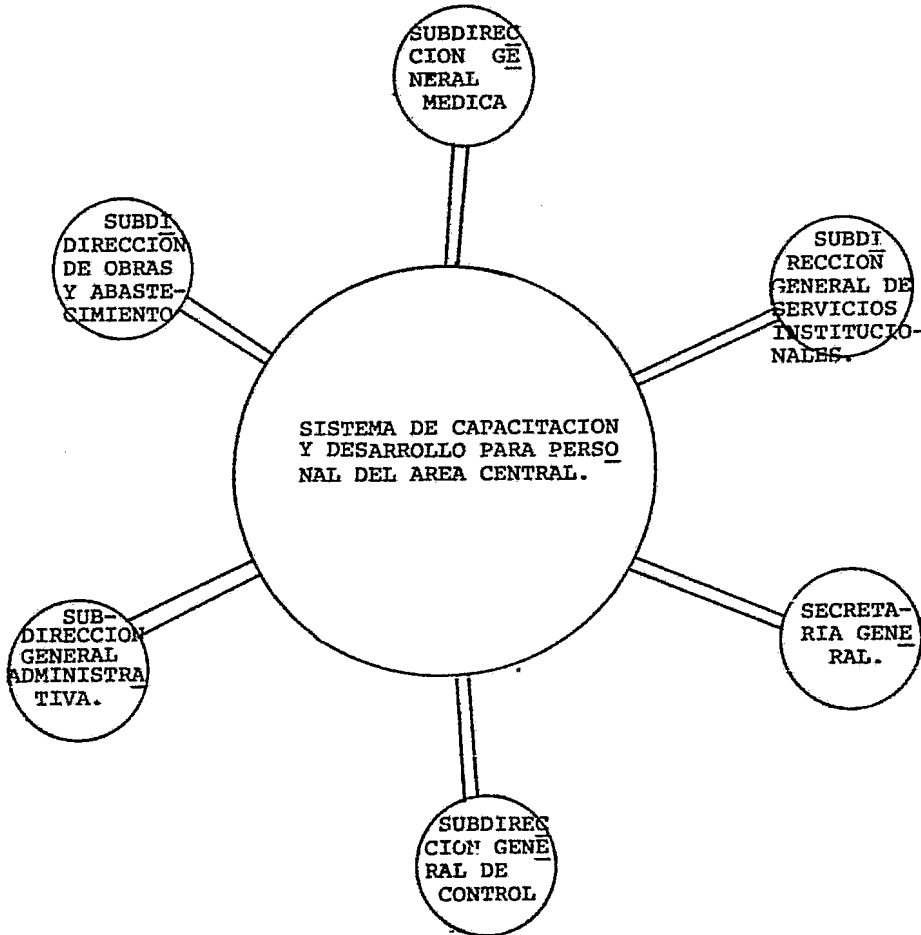 SUBDIREC
CION GE
NERAL
MEDICA
SUBDI
DIRECCION
DE OBRAS
Y ABASTE-
CIMIENTO
SUBDI
RECCION
GENERAL DE
SERVICIOS
INSTITUCIO-
NALES.
SISTEMA DE CAPACITACION
Y DESARROLLO PARA PERSO
NAL DEL AREA CENTRAL.
SUB-
DIRECCION
GENERAL
ADMINISTRA
TIVA.
SECRETA-
RIA GENE
RAL.
SUBDIREC
CION GENE
RAL DE
CONTROL